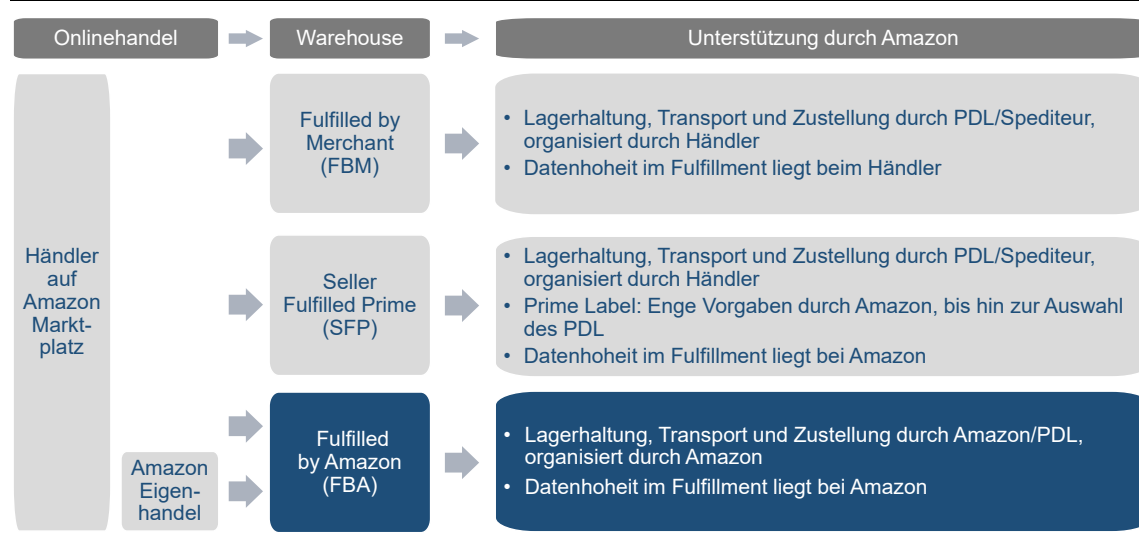 Onlinehandel
Warehouse
Unterstützung durch Amazon
Händler
auf
Amazon
Markt-
platz
Amazon
Eigen-
handel
Fulfilled by
Merchant
(FBM)
• Lagerhaltung, Transport und Zustellung durch PDL/Spediteur,
organisiert durch Händler
• Datenhoheit im Fulfillment liegt beim Händler
Seller
Fulfilled Prime
(SFP)
• Lagerhaltung, Transport und Zustellung durch PDL/Spediteur,
organisiert durch Händler
• Prime Label: Enge Vorgaben durch Amazon, bis hin zur Auswahl
des PDL
• Datenhoheit im Fulfillment liegt bei Amazon
Fulfilled
by Amazon
(FBA)
• Lagerhaltung, Transport und Zustellung durch Amazon/PDL,
organisiert durch Amazon
• Datenhoheit im Fulfillment liegt bei Amazon